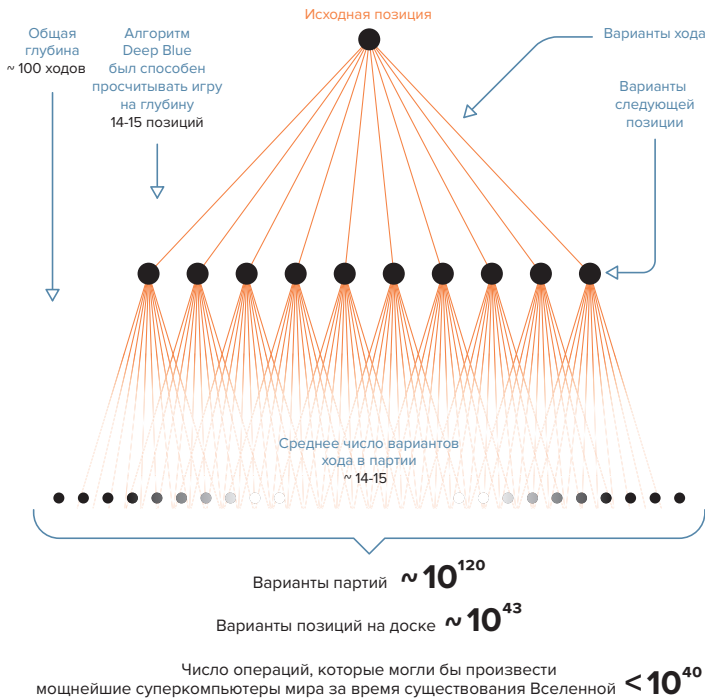 Исходная позиция
Общая
глубина
~ 100 ходов
Алгоритм
Deep Blue
был способен
просчитывать игру
на глубину
14-15 позиций
Варианты хода
Варианты
следующей
позиции
Среднее число вариантов
хода в партии
~ 14-15
Варианты партий ~ 10¹²⁰
Варианты позиций на доске ~ 10⁴³
Число операций, которые могли бы произвести
мощнейшие суперкомпьютеры мира за время существования Вселенной < 10⁴⁰